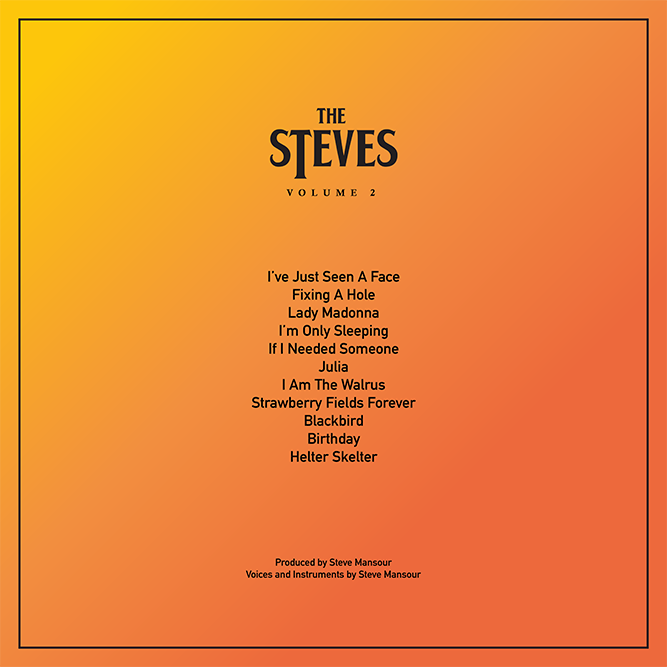 THE
STEVES
VOLUME 2
I've Just Seen A Face
Fixing A Hole
Lady Madonna
I'm Only Sleeping
If I Needed Someone
Julia
I Am The Walrus
Strawberry Fields Forever
Blackbird
Birthday
Helter Skelter
Produced by Steve Mansour
Voices and Instruments by Steve Mansour